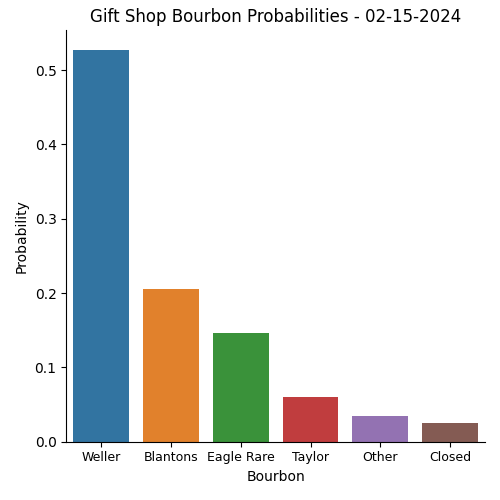 Gift Shop Bourbon Probabilities - 02-15-2024
Probability
0.5
0.4
0.3
0.2
0.1
0.0
Weller Blantons Eagle Rare Taylor Other Closed
Bourbon